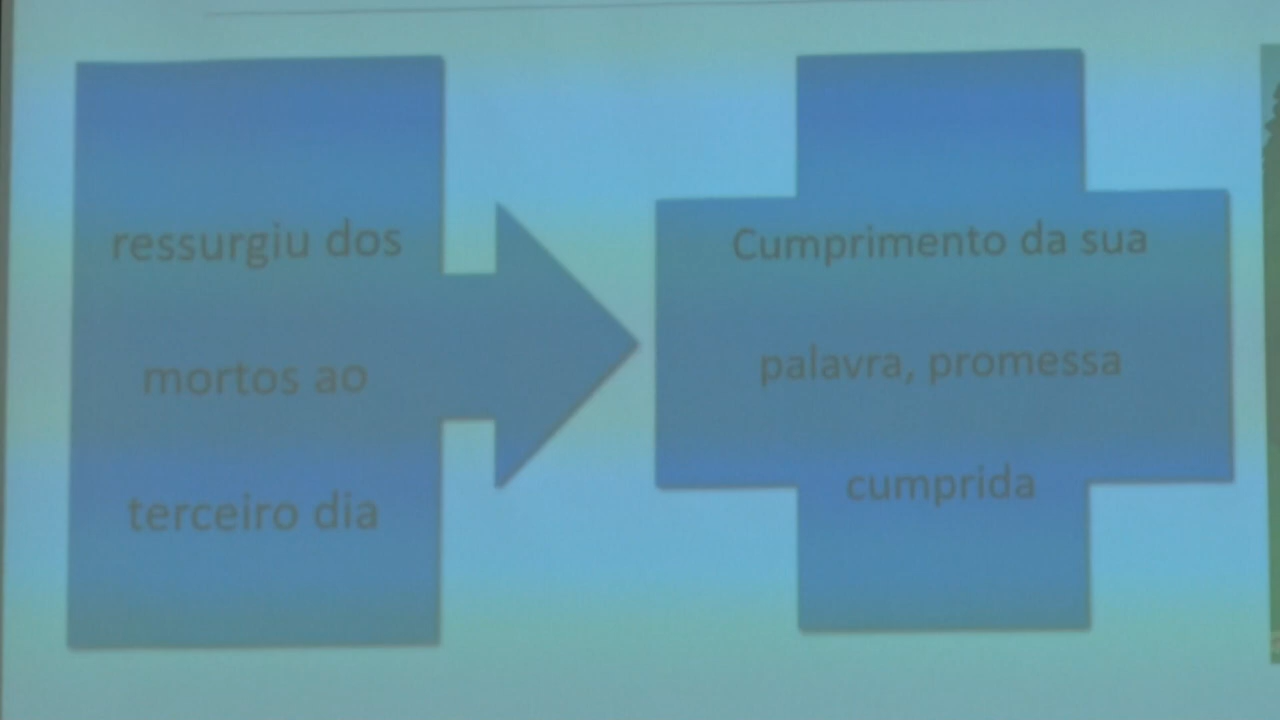 ressurgiu dos
mortos ao
terceiro dia
Cumprimento da sua
palavra, promessa
cumprida